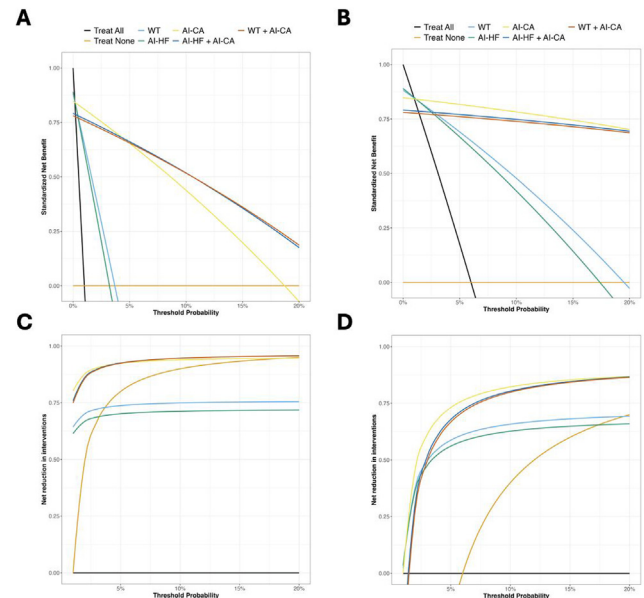 A
Treat All WT AI-CA WT + AI-CA
Treat None AI-HF AI-HF + AI-CA
Standardized Net Benefit
1.00
0.75
0.50
0.25
0.00
0% 5% 10% 15% 20%
Threshold Probability
B
Treat All WT AI-CA WT + AI-CA
Treat None AI-HF AI-HF + AI-CA
Standardized Net Benefit
1.00
0.75
0.50
0.25
0.00
0% 5% 10% 15% 20%
Threshold Probability
C
Net reduction in interventions
1.00
0.75
0.50
0.25
0.00
5% 10% 15% 20%
Threshold Probability
D
Net reduction in interventions
1.00
0.75
0.50
0.25
0.00
5% 10% 15% 20%
Threshold Probability